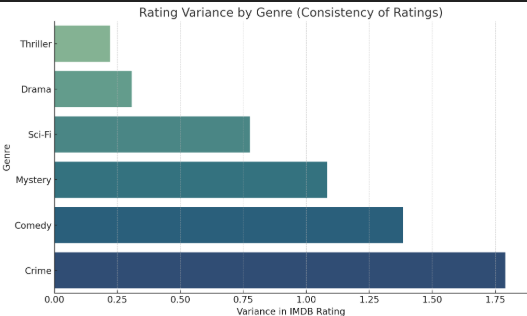 Rating Variance by Genre (Consistency of Ratings)
Thriller
Drama
Sci-Fi
Mystery
Comedy
Crime
Genre
0.00 0.25 0.50 0.75 1.00 1.25 1.50 1.75
Variance in IMDB Rating